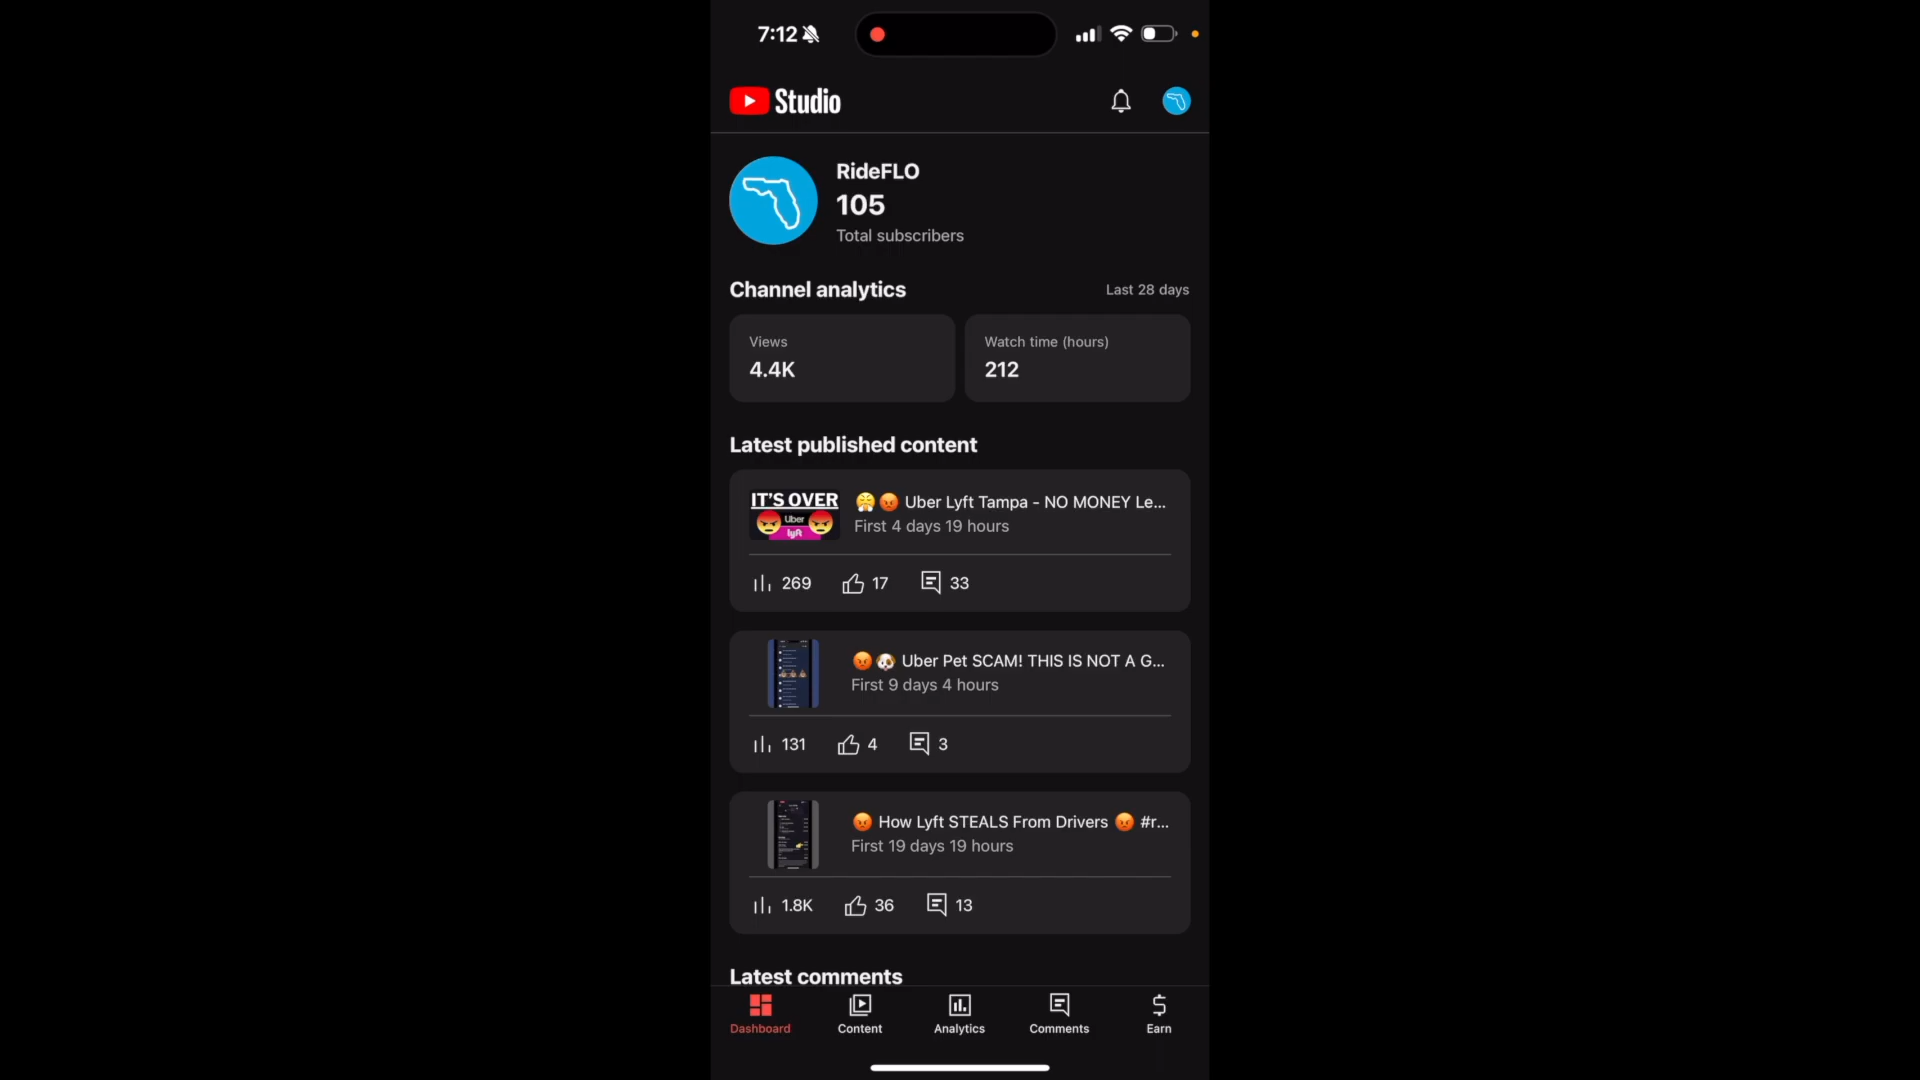 7:12
Studio
RideFLO
105
Total subscribers
Channel analytics
Last 28 days
Views
4.4K
Watch time (hours)
212
Latest published content
IT'S OVER
Uber
lyft
😤😡 Uber Lyft Tampa - NO MONEY Le...
First 4 days 19 hours
269
17
33
😡🐶 Uber Pet SCAM! THIS IS NOT A G...
First 9 days 4 hours
131
4
3
😡 How Lyft STEALS From Drivers 😡 #r...
First 19 days 19 hours
1.8K
36
13
Latest comments
Dashboard
Content
Analytics
Comments
Earn